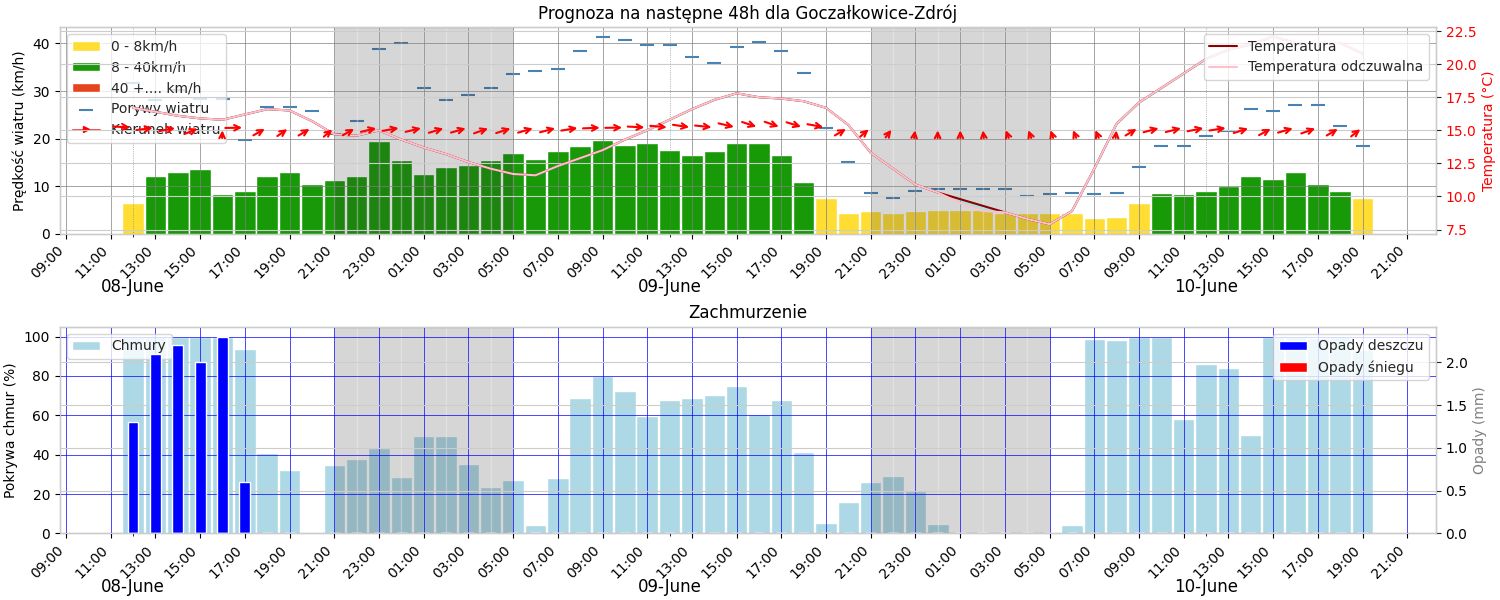 Prognoza na następne 48h dla Goczałkowice-Zdrój
Prędkość wiatru (km/h)
40
30
20
10
0
0 - 8km/h
8 - 40km/h
40 +.... km/h
Porywy wiatru
Kierunek wiatru
Temperatura
Temperatura odczuwalna
22.5
20.0
17.5
15.0
12.5
10.0
7.5
Temperatura (°C)
09:00 11:00 13:00 15:00 17:00 19:00 21:00 23:00 01:00 03:00 05:00 07:00 09:00 11:00 13:00 15:00 17:00 19:00 21:00 23:00 01:00 03:00 05:00 07:00 09:00 11:00 13:00 15:00 17:00 19:00 21:00
08-June 09-June 10-June
Zachmurzenie
Pokrywa chmur (%)
100
80
60
40
20
0
Chmury
Opady deszczu
Opady śniegu
2.0
1.5
1.0
0.5
0.0
Opady (mm)
09:00 11:00 13:00 15:00 17:00 19:00 21:00 23:00 01:00 03:00 05:00 07:00 09:00 11:00 13:00 15:00 17:00 19:00 21:00 23:00 01:00 03:00 05:00 07:00 09:00 11:00 13:00 15:00 17:00 19:00 21:00
08-June 09-June 10-June